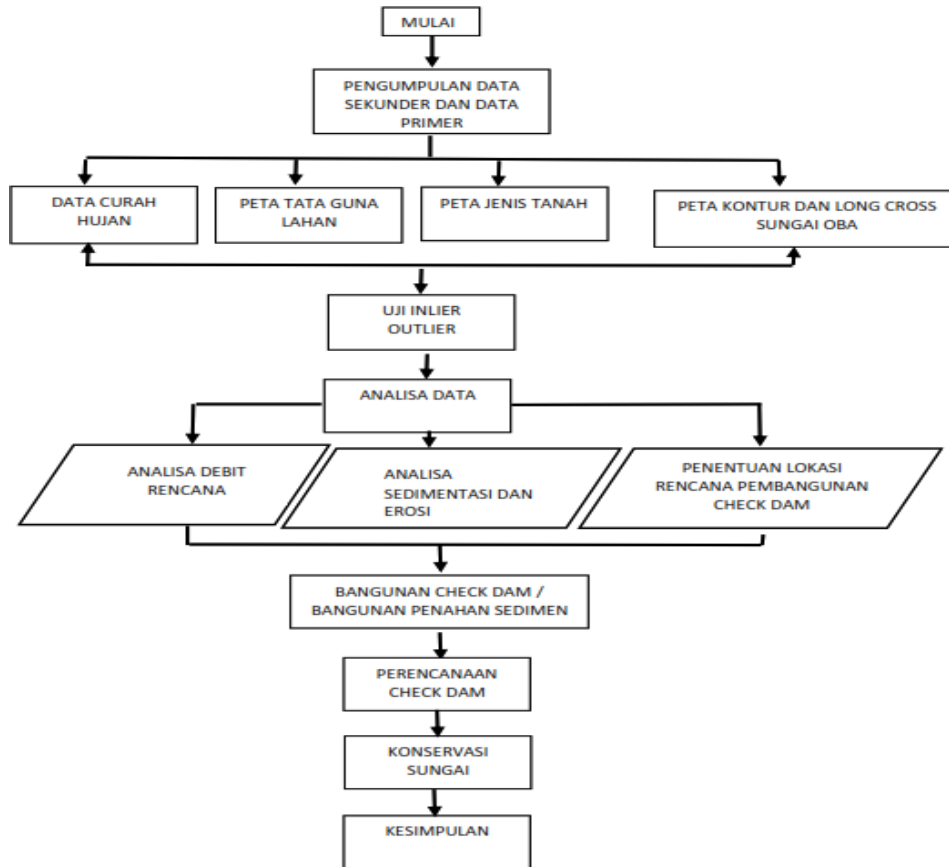 MULAI
PENGUMPULAN DATA
SEKUNDER DAN DATA
PRIMER
DATA CURAH
HUJAN
PETA TATA GUNA
LAHAN
PETA JENIS TANAH
PETA KONTUR DAN LONG CROSS
SUNGAI OBA
UJI INLIER
OUTLIER
ANALISA DATA
ANALISA DEBIT
RENCANA
ANALISA
SEDIMENTASI DAN
EROSI
PENENTUAN LOKASI
RENCANA PEMBANGUNAN
CHECK DAM
BANGUNAN CHECK DAM /
BANGUNAN PENAHAN SEDIMEN
PERENCANAAN
CHECK DAM
KONSERVASI
SUNGAI
KESIMPULAN